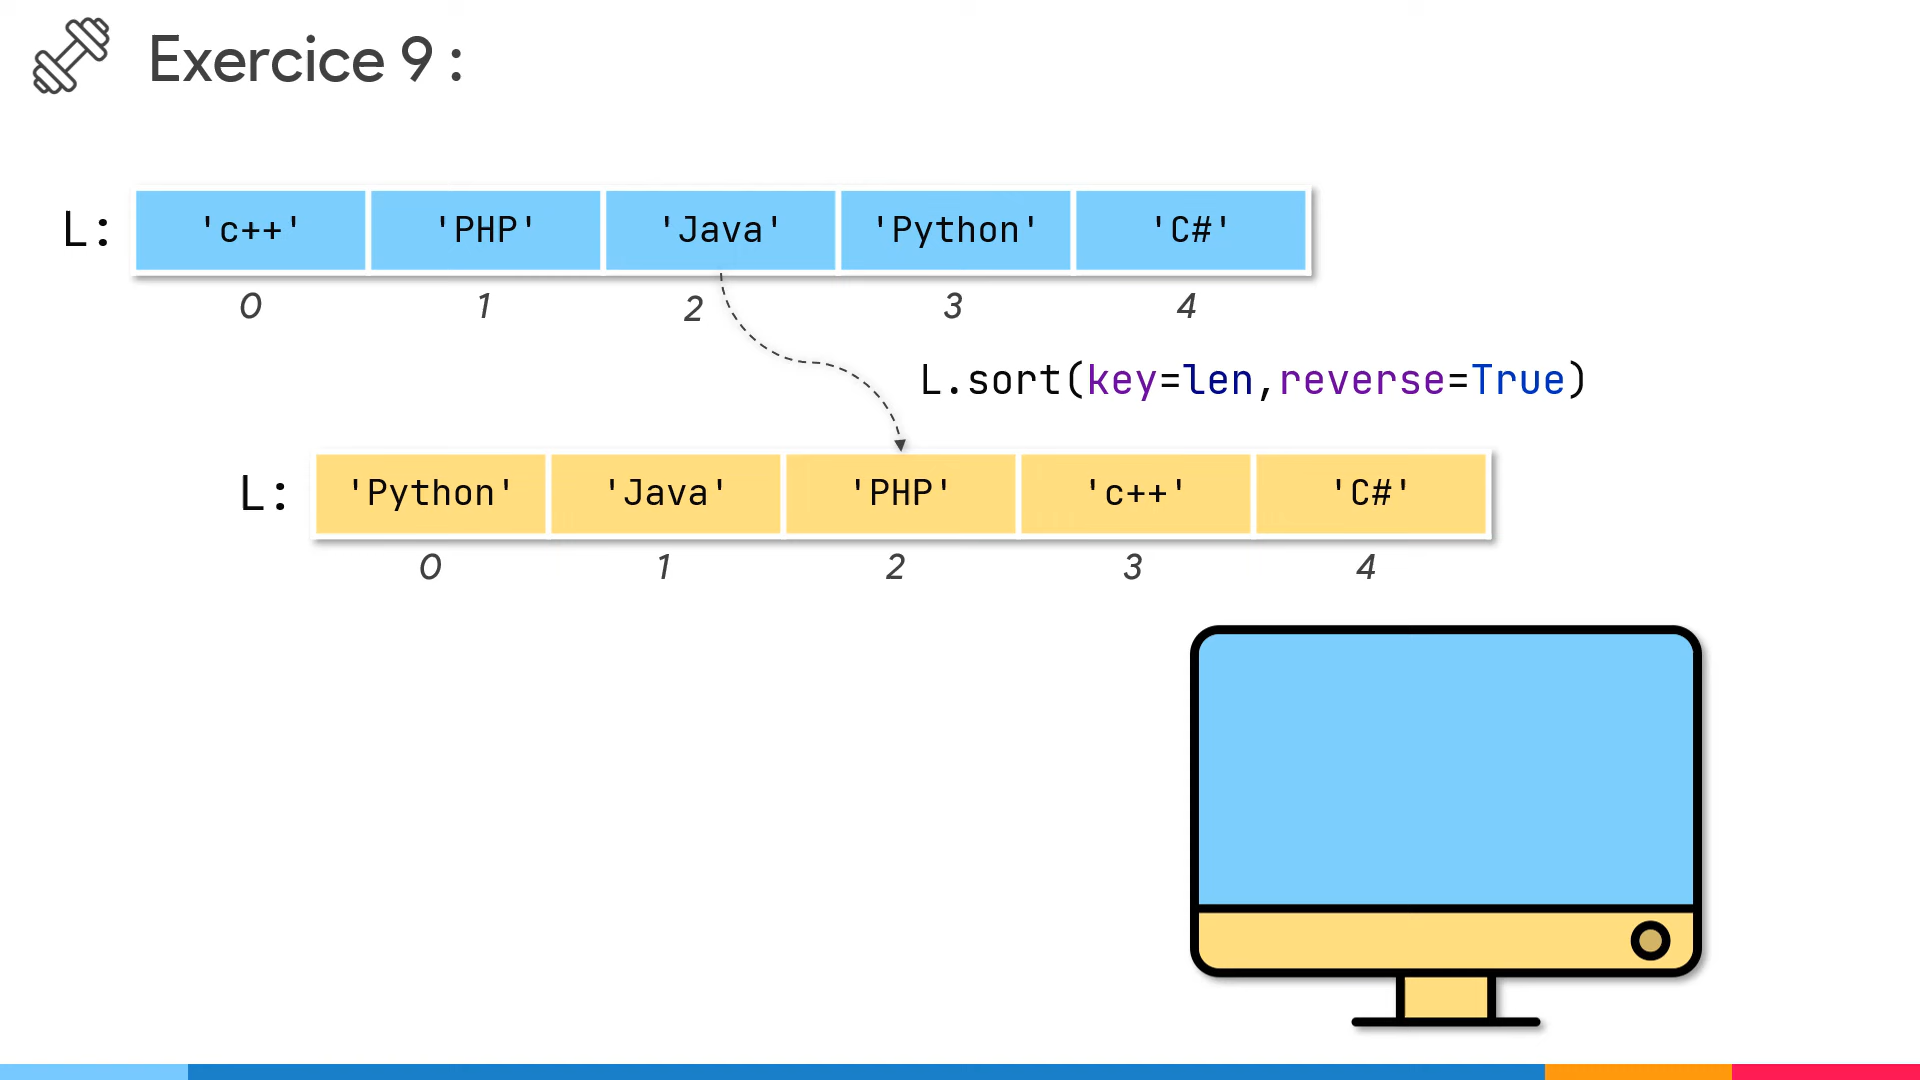 Exercice 9 :
L: 'c++' 'PHP' 'Java' 'Python' 'C#'
0 1 2 3 4
L.sort(key=len,reverse=True)
L: 'Python' 'Java' 'PHP' 'c++' 'C#'
0 1 2 3 4